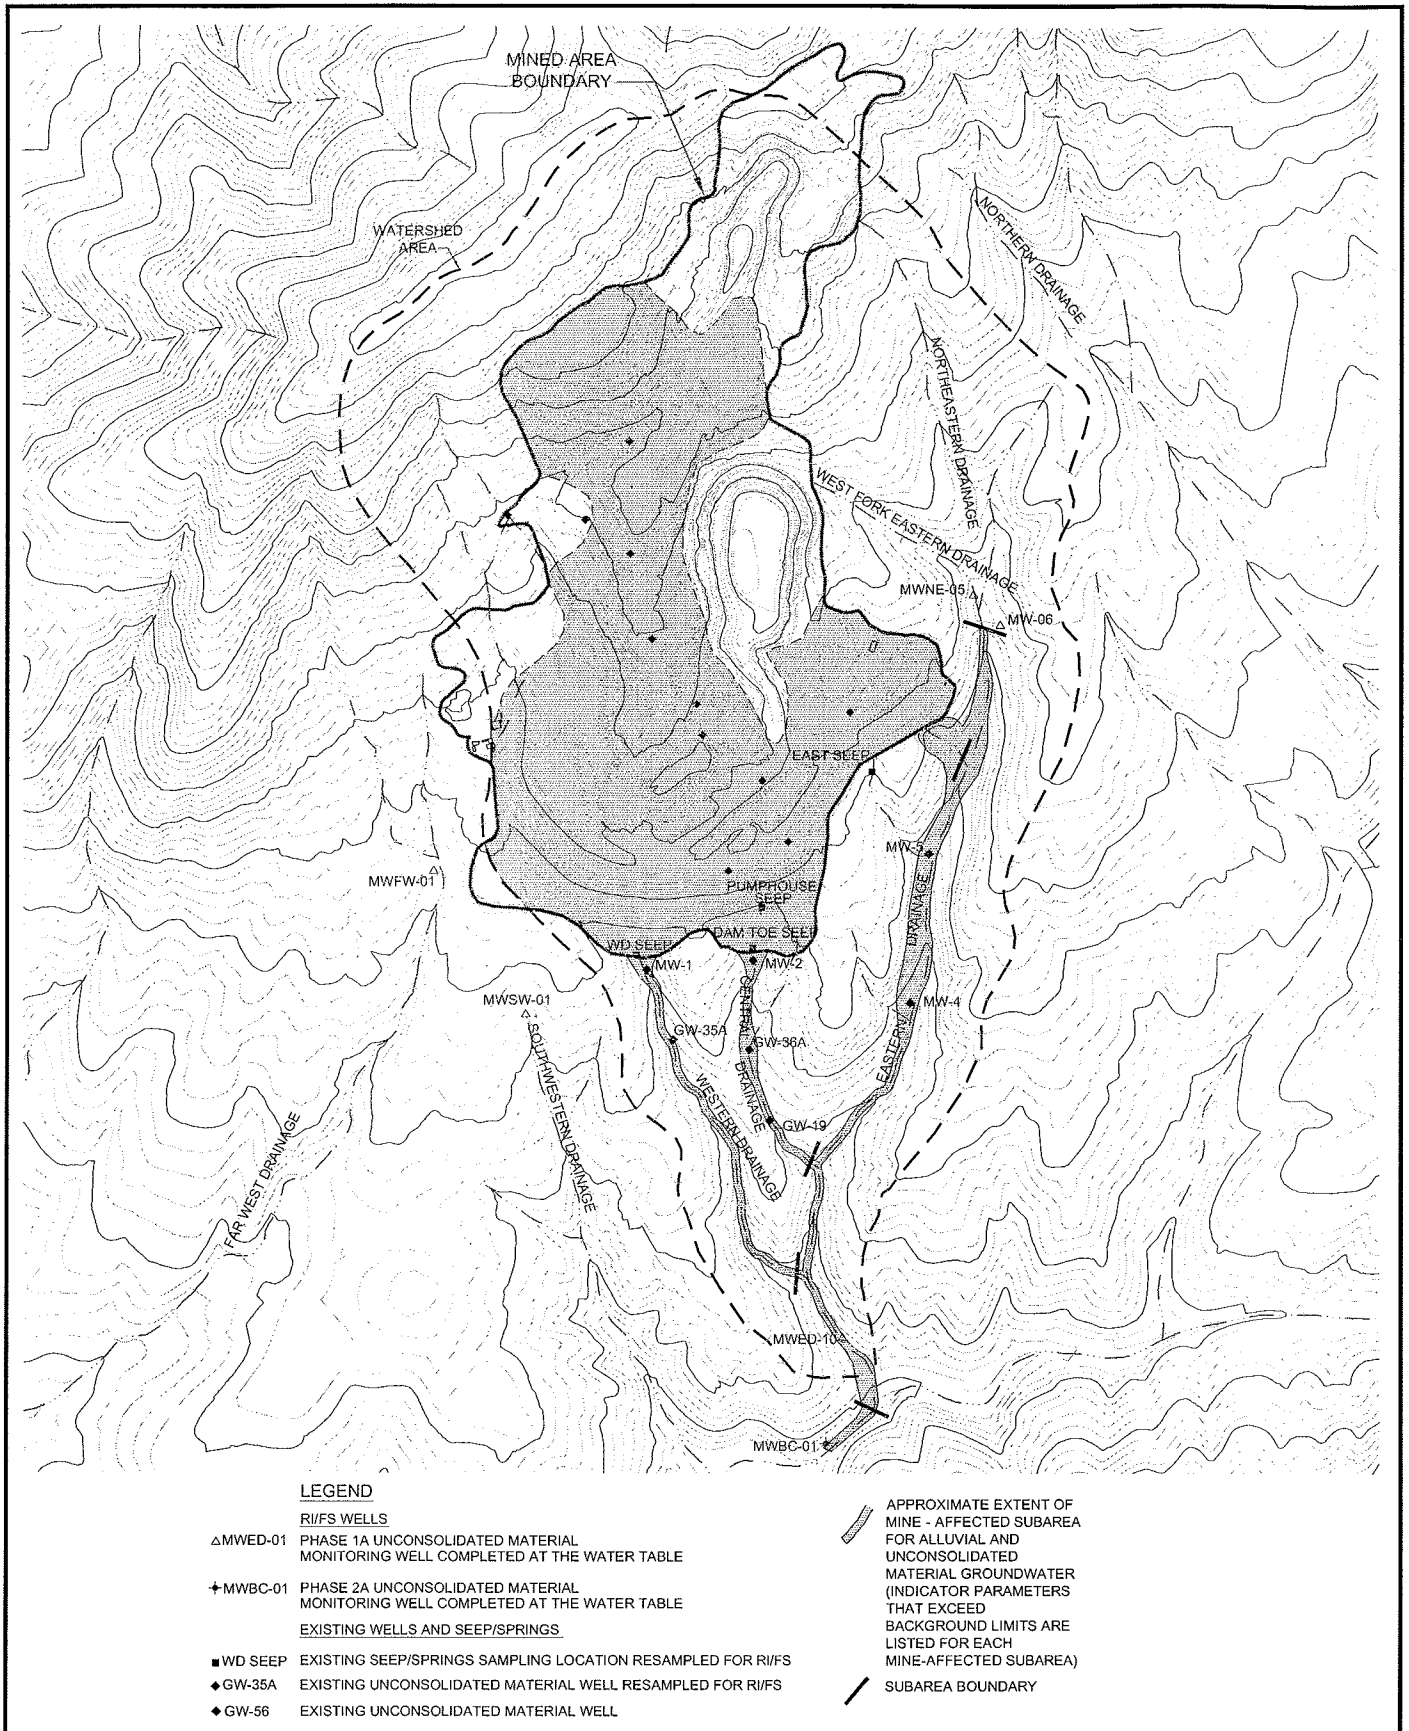 MINED AREA
BOUNDARY
WATERSHED
AREA
NORTHERN DRAINAGE
NORTHEASTERN DRAINAGE
WEST FORK EASTERN DRAINAGE
MWNE-05
MW-06
EAST SEEP
MW-5
MWFW-01
PUMPHOUSE
SEEP
DAM TOE SEEP
WD SEEP
MW-1
MW-2
MW-4
MWSW-01
GW-35A
GW-36A
CENTRAL
DRAINAGE
EASTERN
DRAINAGE
GW-19
WESTERN DRAINAGE
SOUTHWESTERN DRAINAGE
FAR WEST DRAINAGE
MWED-10A
MWBC-01
LEGEND
RI/FS WELLS
MWED-01 PHASE 1A UNCONSOLIDATED MATERIAL
MONITORING WELL COMPLETED AT THE WATER TABLE
MWBC-01 PHASE 2A UNCONSOLIDATED MATERIAL
MONITORING WELL COMPLETED AT THE WATER TABLE
EXISTING WELLS AND SEEP/SPRINGS
WD SEEP EXISTING SEEP/SPRINGS SAMPLING LOCATION RESAMPLED FOR RI/FS
GW-35A EXISTING UNCONSOLIDATED MATERIAL WELL RESAMPLED FOR RI/FS
GW-56 EXISTING UNCONSOLIDATED MATERIAL WELL
APPROXIMATE EXTENT OF
MINE - AFFECTED SUBAREA
FOR ALLUVIAL AND
UNCONSOLIDATED
MATERIAL GROUNDWATER
(INDICATOR PARAMETERS
THAT EXCEED
BACKGROUND LIMITS ARE
LISTED FOR EACH
MINE-AFFECTED SUBAREA)
SUBAREA BOUNDARY